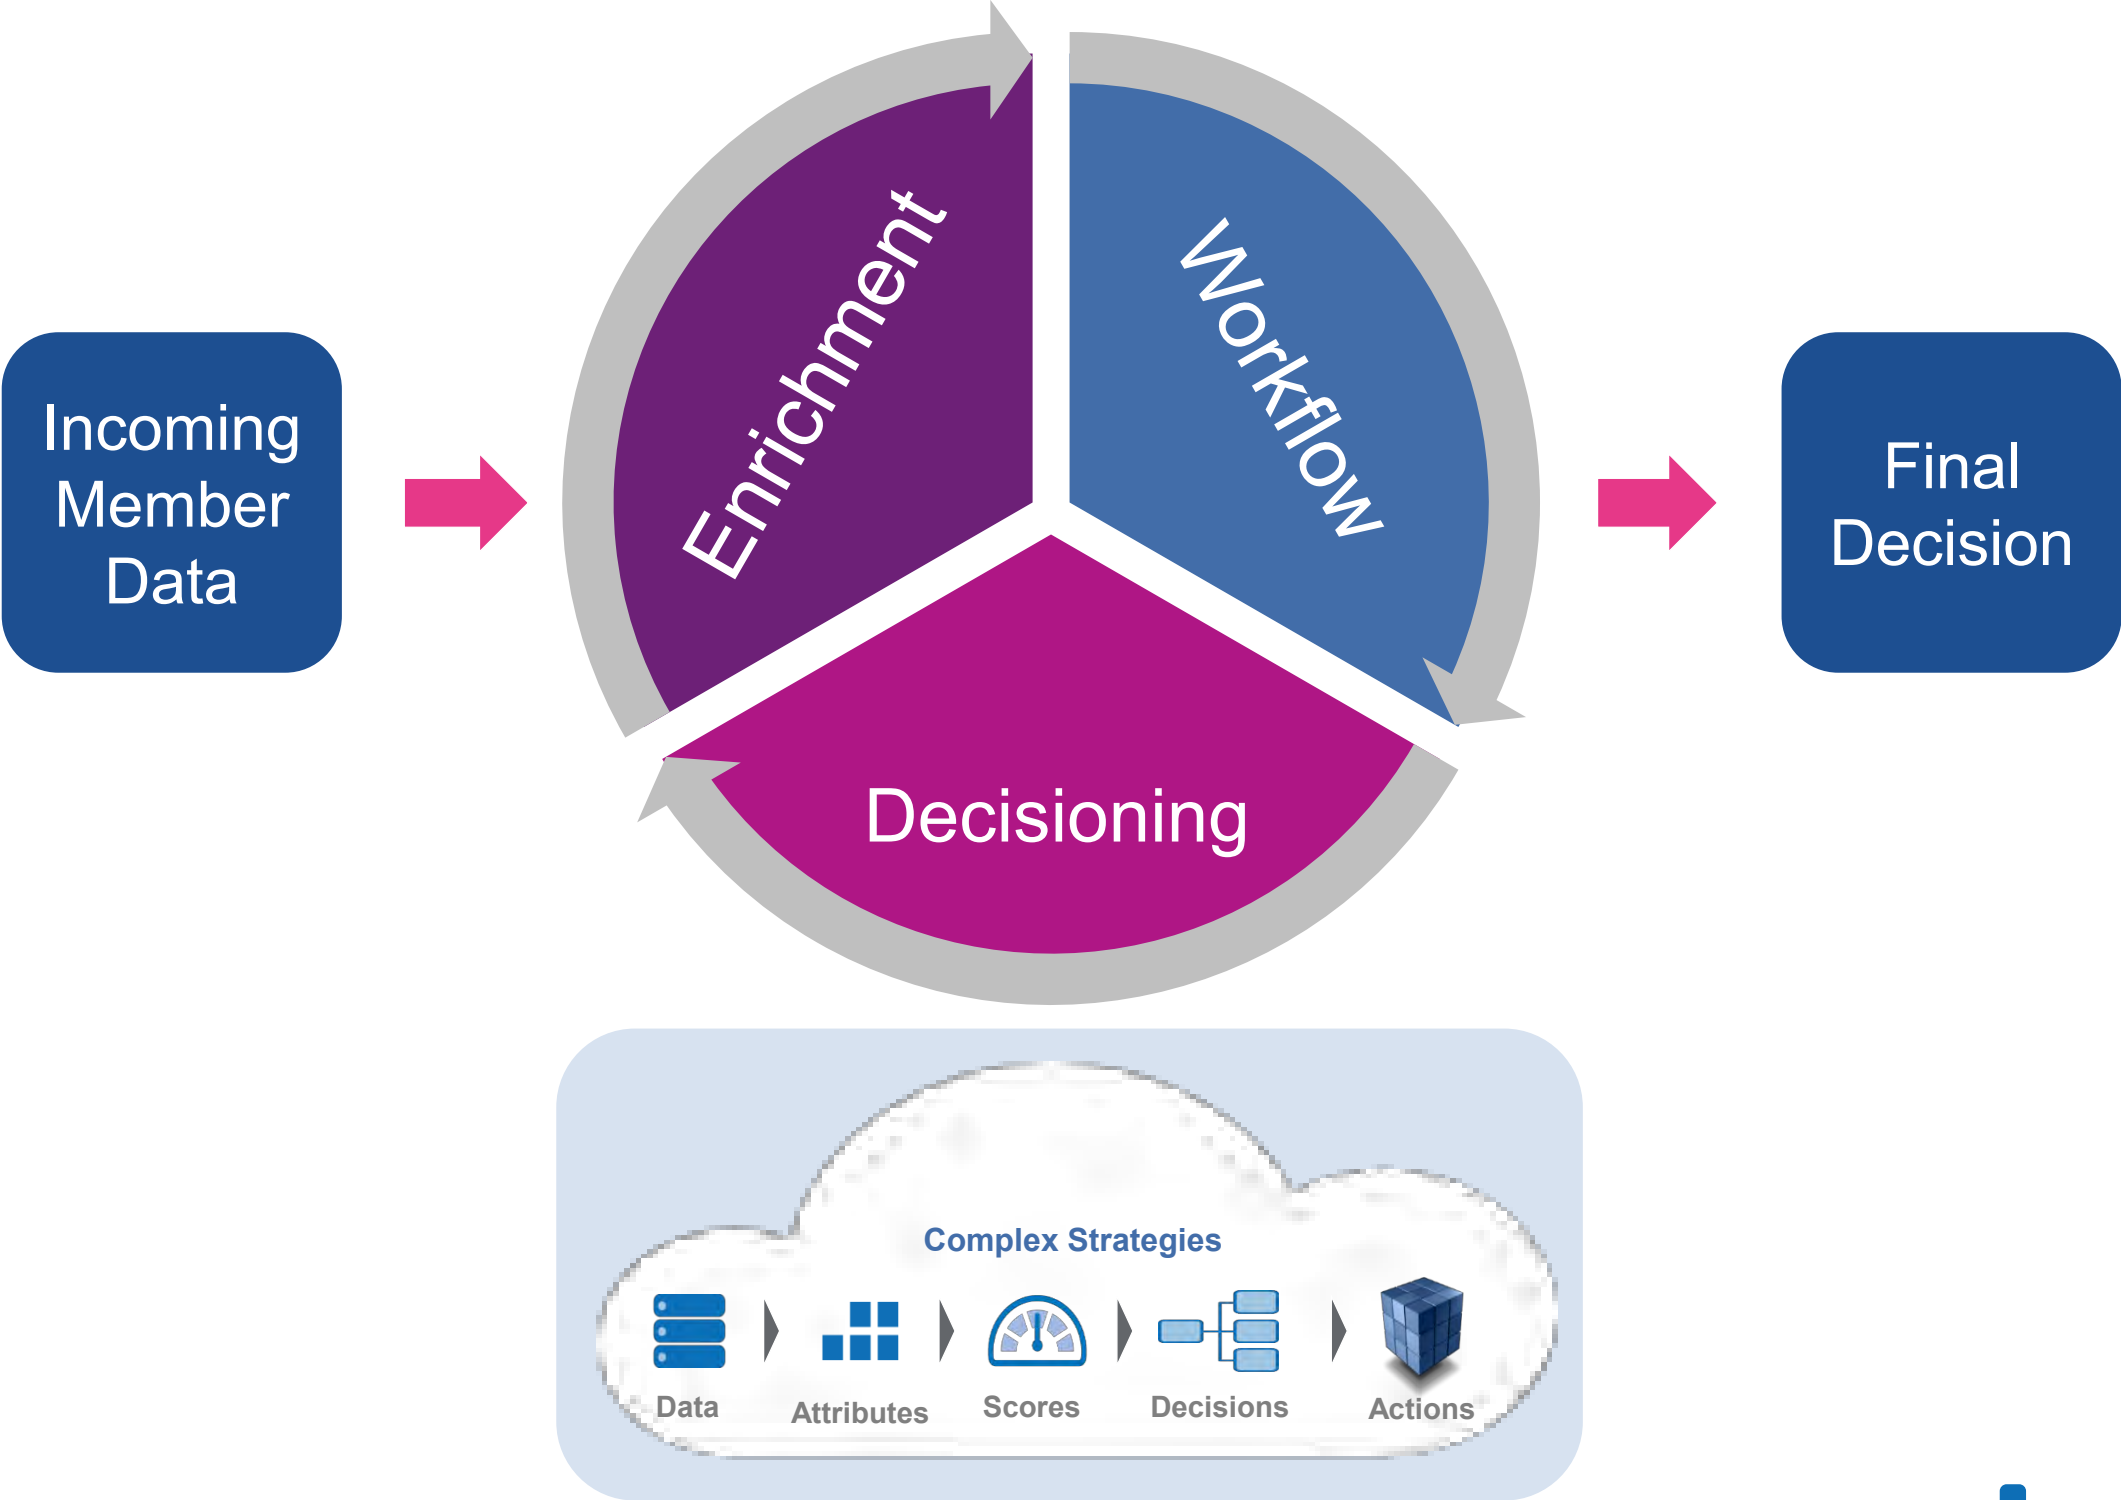 Incoming
Member
Data
Enrichment
Workflow
Decisioning
Final
Decision
Complex Strategies
Data
Attributes
Scores
Decisions
Actions